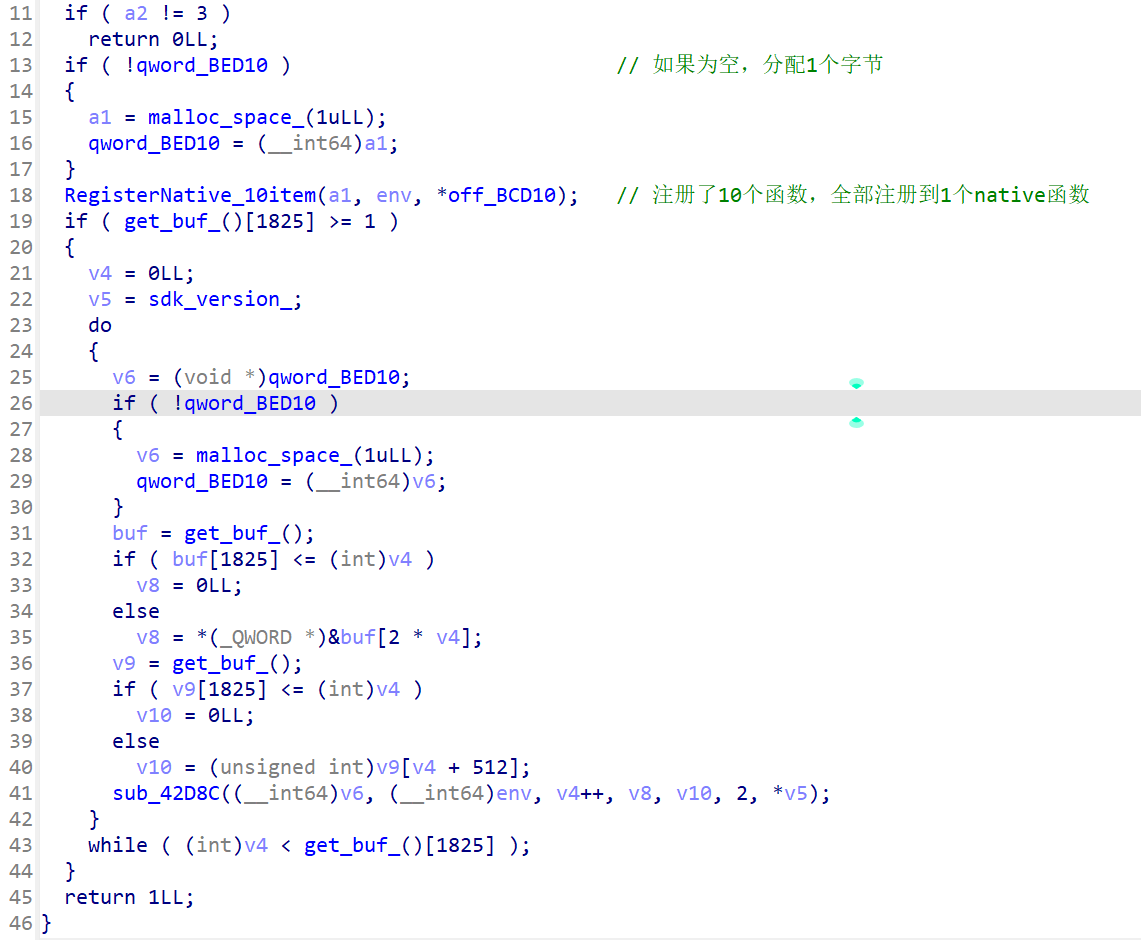 11 if ( a2 != 3 )
12 return 0LL;
13 if ( !qword_BED10 ) // 如果为空，分配1个字节
14 {
15 a1 = malloc_space_(1uLL);
16 qword_BED10 = (__int64)a1;
17 }
18 RegisterNative_10item(a1, env, *off_BCD10); // 注册了10个函数，全部注册到1个native函数
19 if ( get_buf_()[1825] >= 1 )
20 {
21 v4 = 0LL;
22 v5 = sdk_version_;
23 do
24 {
25 v6 = (void *)qword_BED10;
26 if ( !qword_BED10 )
27 {
28 v6 = malloc_space_(1uLL);
29 qword_BED10 = (__int64)v6;
30 }
31 buf = get_buf_();
32 if ( buf[1825] <= (int)v4 )
33 v8 = 0LL;
34 else
35 v8 = *(_QWORD *)&buf[2 * v4];
36 v9 = get_buf_();
37 if ( v9[1825] <= (int)v4 )
38 v10 = 0LL;
39 else
40 v10 = (unsigned int)v9[v4 + 512];
41 sub_42D8C((__int64)v6, (__int64)env, v4++, v8, v10, 2, *v5);
42 }
43 while ( (int)v4 < get_buf_()[1825] );
44 }
45 return 1LL;
46 }